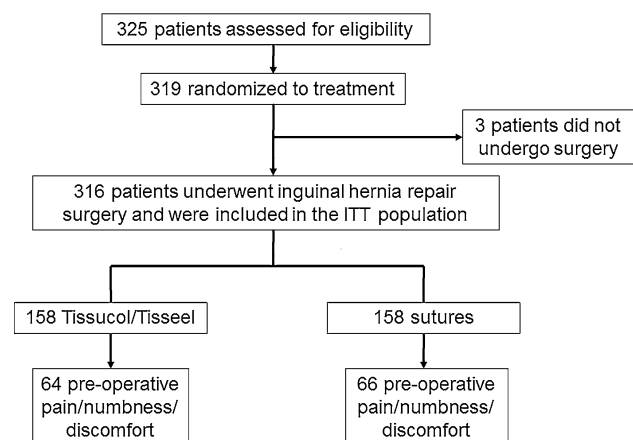 325 patients assessed for eligibility
319 randomized to treatment
3 patients did not
undergo surgery
316 patients underwent inguinal hernia repair
surgery and were included in the ITT population
158 Tissucol/Tisseel
158 sutures
64 pre-operative
pain/numbness/
discomfort
66 pre-operative
pain/numbness/
discomfort